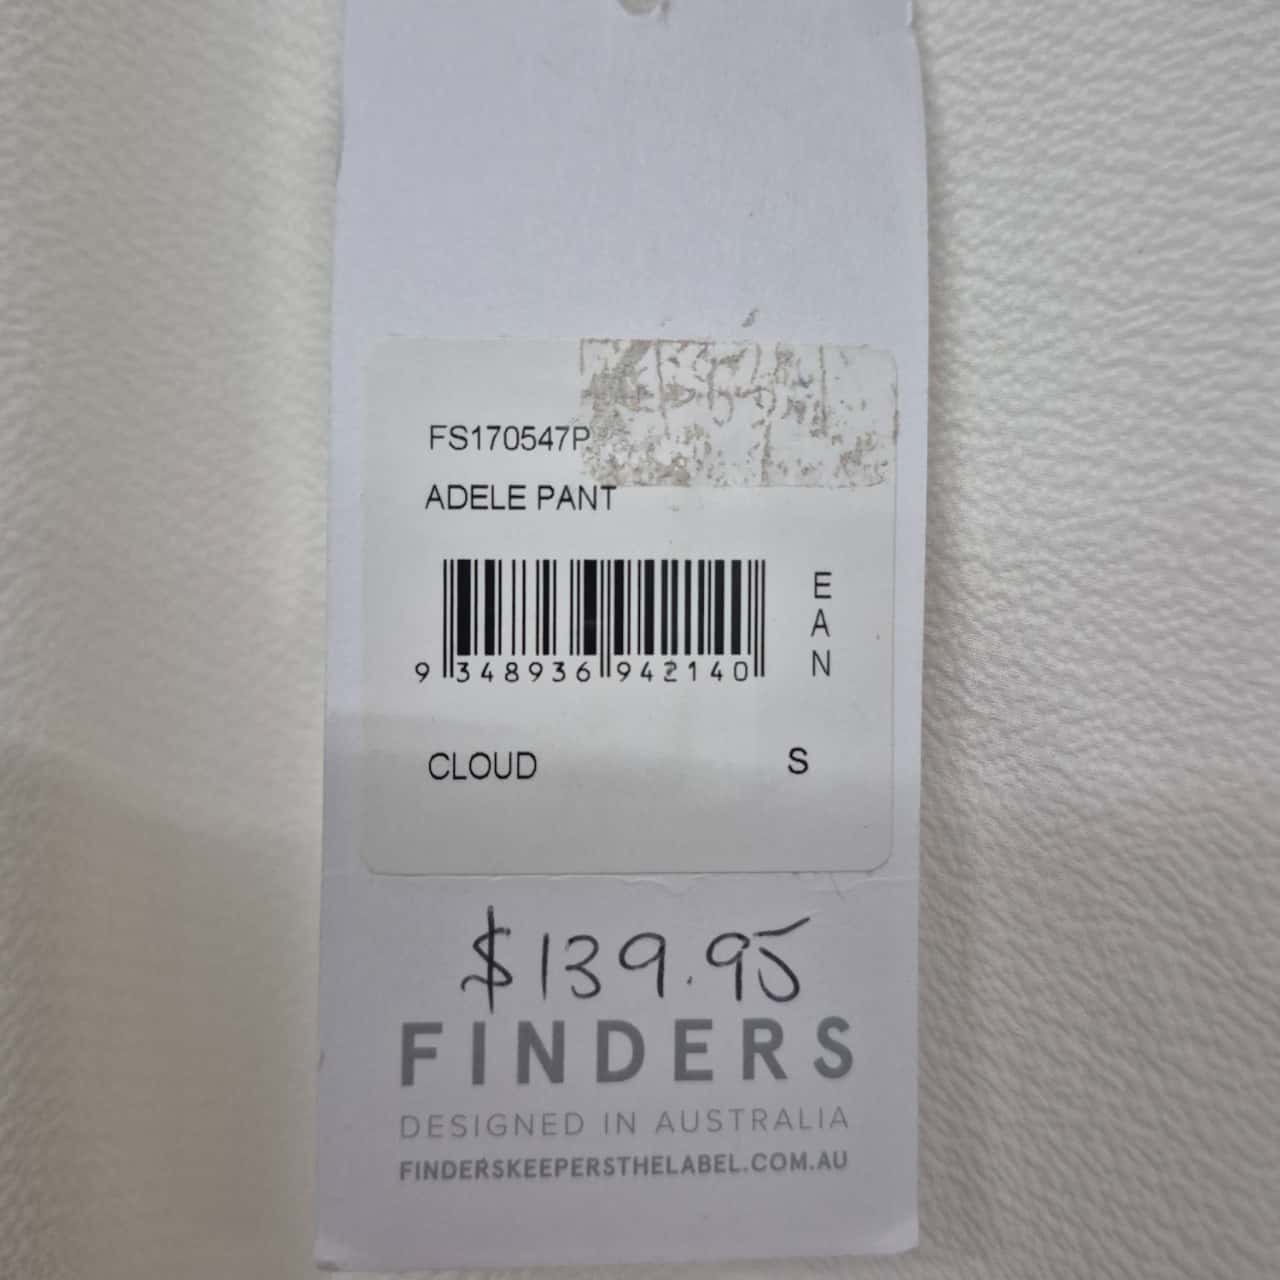 FS170547P
ADELE PANT
9 348936 942140
EAN
CLOUD S
$139.95
FINDERS
DESIGNED IN AUSTRALIA
FINDERSKEEPERSTHELABEL.COM.AU